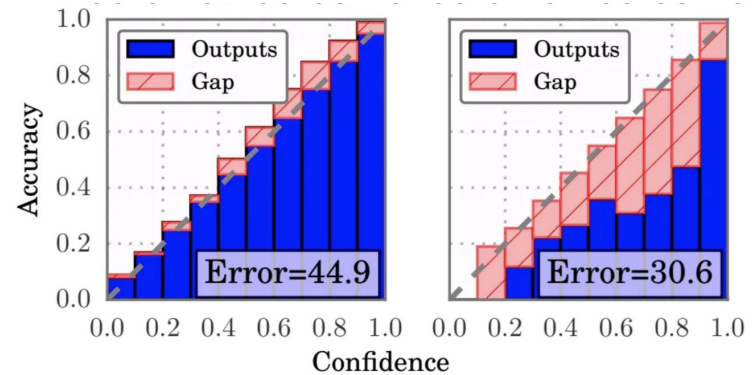 Accuracy
1.0
0.8
0.6
0.4
0.2
0.0
Outputs
Gap
Error=44.9
0.0 0.2 0.4 0.6 0.8 1.0
Outputs
Gap
Error=30.6
0.0 0.2 0.4 0.6 0.8 1.0
Confidence